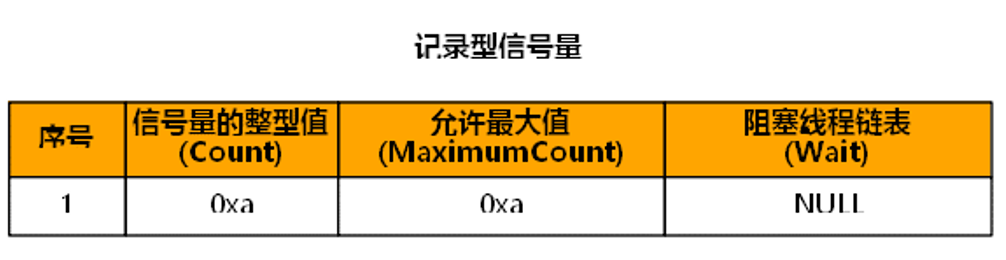 记录型信号量
序号 信号量的整型值 允许最大值 阻塞线程链表
(Count) (MaximumCount) (Wait)
1 0xa 0xa NULL